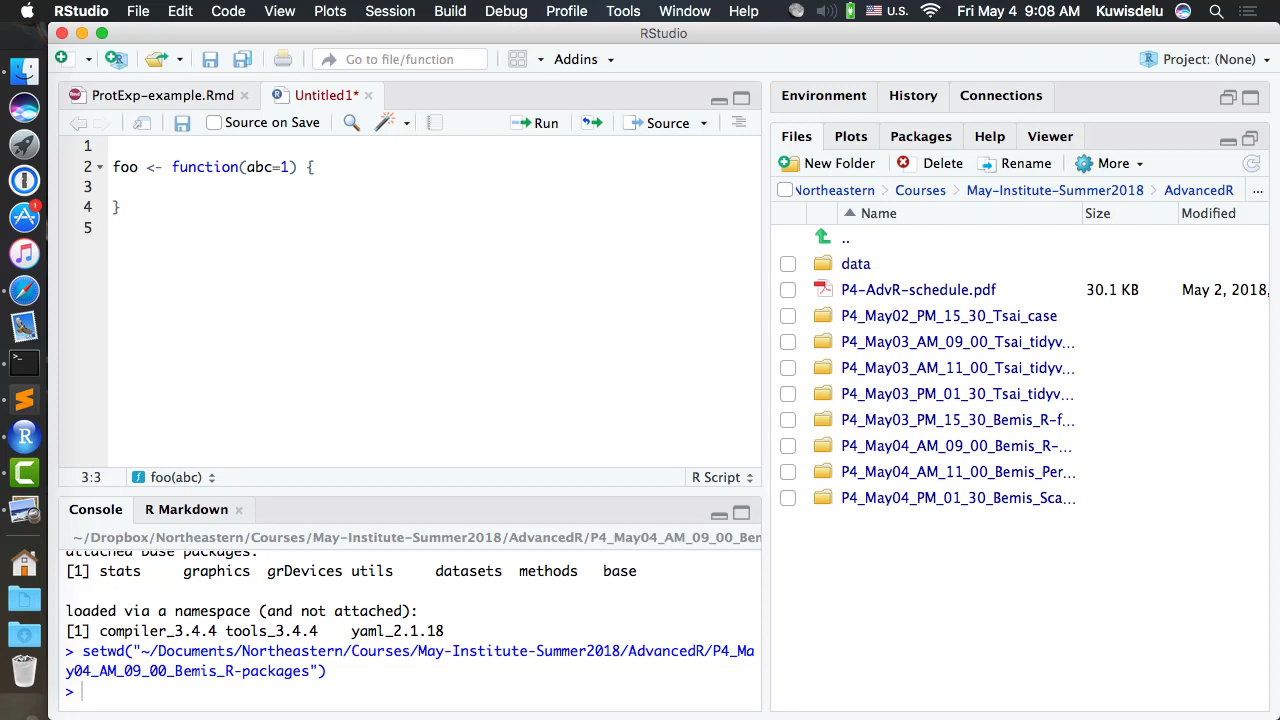 RStudio File Edit Code View Plots Session Build Debug Profile Tools Window Help U.S. Fri May 4 9:08 AM Kuwisdelu
RStudio
Go to file/function Addins Project: (None)
ProtExp-example.Rmd Untitled1*
Source on Save Run Source
1
2 foo <- function(abc=1) {
3
4 }
5
3:3 foo(abc) R Script
Console R Markdown
~/Dropbox/Northeastern/Courses/May-Institute-Summer2018/AdvancedR/P4_May04_AM_09_00_Bem
attached base packages:
[1] stats graphics grDevices utils datasets methods base
loaded via a namespace (and not attached):
[1] compiler_3.4.4 tools_3.4.4 yaml_2.1.18
> setwd("~/Documents/Northeastern/Courses/May-Institute-Summer2018/AdvancedR/P4_Ma
y04_AM_09_00_Bemis_R-packages")
>
Environment History Connections
Files Plots Packages Help Viewer
New Folder Delete Rename More
Northeastern Courses May-Institute-Summer2018 AdvancedR ...
Name Size Modified
..
data
P4-AdvR-schedule.pdf 30.1 KB May 2, 2018,
P4_May02_PM_15_30_Tsai_case
P4_May03_AM_09_00_Tsai_tidyv...
P4_May03_AM_11_00_Tsai_tidyv...
P4_May03_PM_01_30_Tsai_tidyv...
P4_May03_PM_15_30_Bemis_R-f...
P4_May04_AM_09_00_Bemis_R-...
P4_May04_AM_11_00_Bemis_Per...
P4_May04_PM_01_30_Bemis_Sca...
1